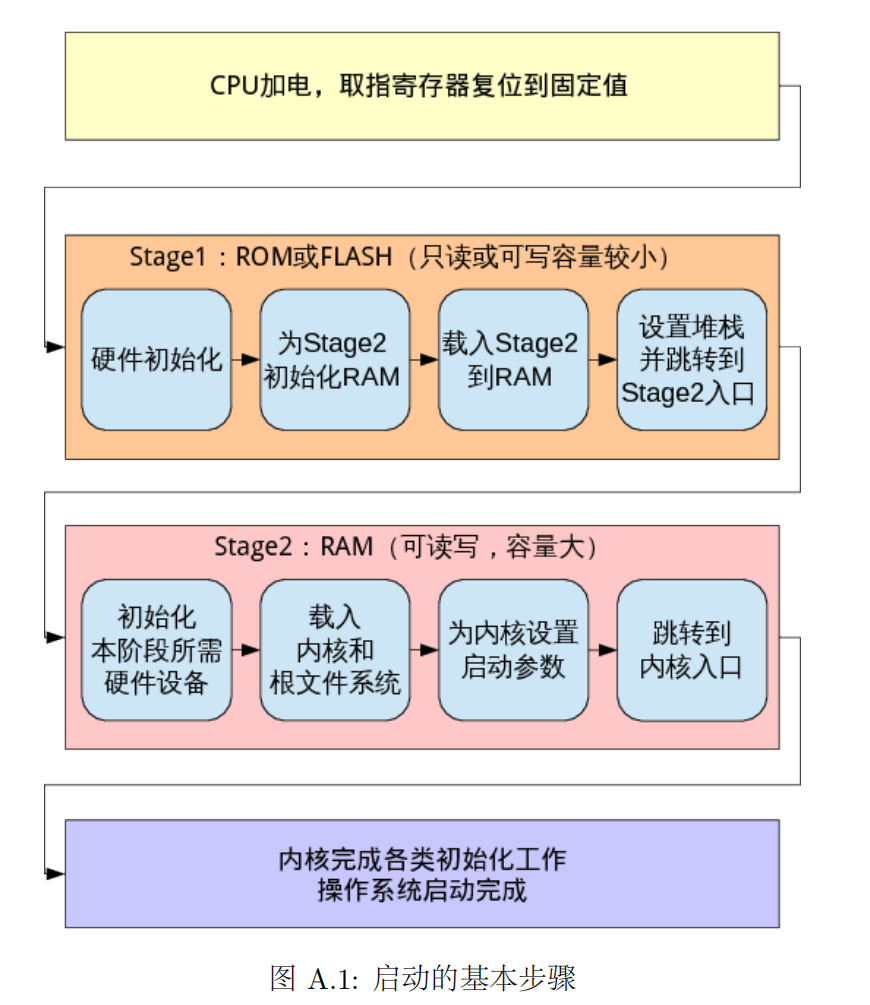 CPU加电，取指寄存器复位到固定值
Stage1：ROM或FLASH（只读或可写容量较小）
硬件初始化
为Stage2
初始化RAM
载入Stage2
到RAM
设置堆栈
并跳转到
Stage2入口
Stage2：RAM（可读写，容量大）
初始化
本阶段所需
硬件设备
载入
内核和
根文件系统
为内核设置
启动参数
跳转到
内核入口
内核完成各类初始化工作
操作系统启动完成
图 A.1: 启动的基本步骤